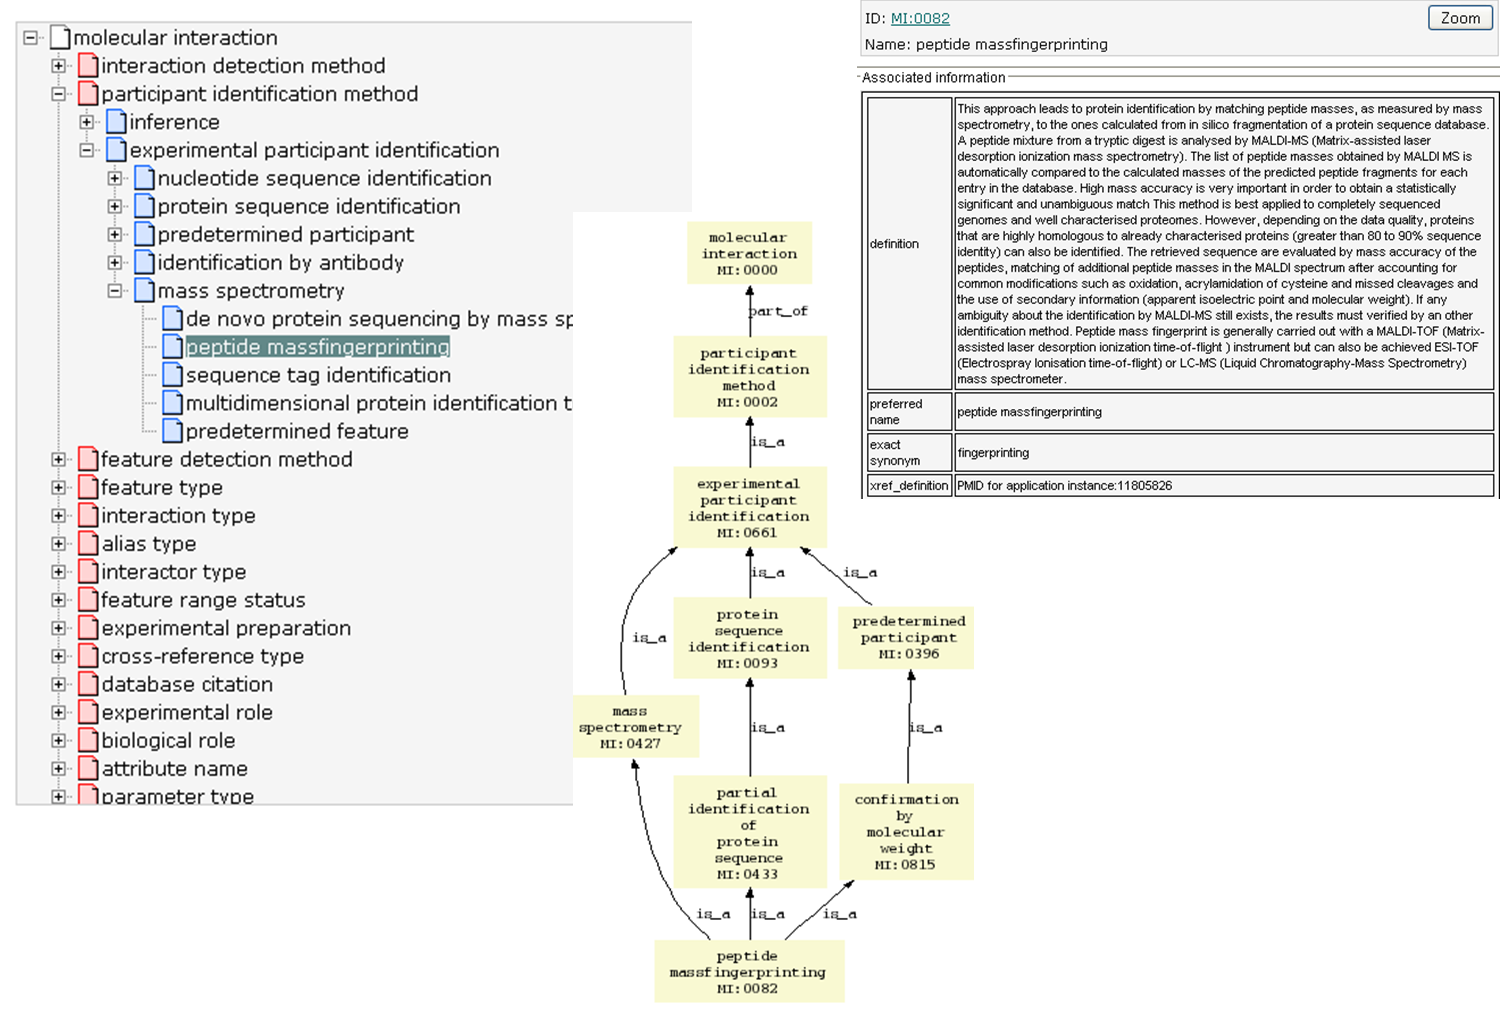 molecular interaction
interaction detection method
participant identification method
inference
experimental participant identification
nucleotide sequence identification
protein sequence identification
predetermined participant
identification by antibody
mass spectrometry
de novo protein sequencing by mass sp
peptide massfingerprinting
sequence tag identification
multidimensional protein identification t
predetermined feature
feature detection method
feature type
interaction type
alias type
interactor type
feature range status
experimental preparation
cross-reference type
database citation
experimental role
biological role
attribute name
parameter type
molecular
interaction
MI:0000
part_of
participant
identification
method
MI:0002
is_a
experimental
participant
identification
MI:0661
is_a
is_a
is_a
protein
sequence
identification
MI:0093
predetermined
participant
MI:0396
mass
spectrometry
MI:0427
is_a
is_a
partial
identification
of
protein
sequence
MI:0433
confirmation
by
molecular
weight
MI:0815
is_a
is_a
is_a
peptide
massfingerprinting
MI:0082
ID: MI:0082
Zoom
Name: peptide massfingerprinting
Associated information
definition
This approach leads to protein identification by matching peptide masses, as measured by mass
spectrometry, to the ones calculated from in silico fragmentation of a protein sequence database.
A peptide mixture from a tryptic digest is analysed by MALDI-MS (Matrix-assisted laser
desorption ionization mass spectrometry). The list of peptide masses obtained by MALDI MS is
automatically compared to the calculated masses of the predicted peptide fragments for each
entry in the database. High mass accuracy is very important in order to obtain a statistically
significant and unambiguous match This method is best applied to completely sequenced
genomes and well characterised proteomes. However, depending on the data quality, proteins
that are highly homologous to already characterised proteins (greater than 80 to 90% sequence
identity) can also be identified. The retrieved sequence are evaluated by mass accuracy of the
peptides, matching of additional peptide masses in the MALDI spectrum after accounting for
common modifications such as oxidation, acrylamidation of cysteine and missed cleavages and
the use of secondary information (apparent isoelectric point and molecular weight). If any
ambiguity about the identification by MALDI-MS still exists, the results must verified by an other
identification method. Peptide mass fingerprint is generally carried out with a MALDI-TOF (Matrix-
assisted laser desorption ionization time-of-flight ) instrument but can also be achieved ESI-TOF
(Electrospray Ionisation time-of-flight) or LC-MS (Liquid Chromatography-Mass Spectrometry)
mass spectrometer.
preferred
name
peptide massfingerprinting
exact
synonym
fingerprinting
xref_definition
PMID for application instance:11805826